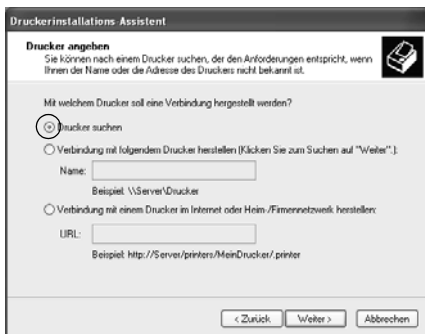 Druckerinstallations-Assistent
Drucker angeben
Sie können nach einem Drucker suchen, der den Anforderungen entspricht, wenn
Ihnen der Name oder die Adresse des Druckers nicht bekannt ist.
Mit welchem Drucker soll eine Verbindung hergestellt werden?
Drucker suchen
Verbindung mit folgendem Drucker herstellen (Klicken Sie zum Suchen auf "Weiter".):
Name:
Beispiel: \\Server\Drucker
Verbindung mit einem Drucker im Internet oder Heim-/Firmennetzwerk herstellen:
URL:
Beispiel: http://Server/printers/MeinDrucker/.printer
< Zurück Weiter > Abbrechen